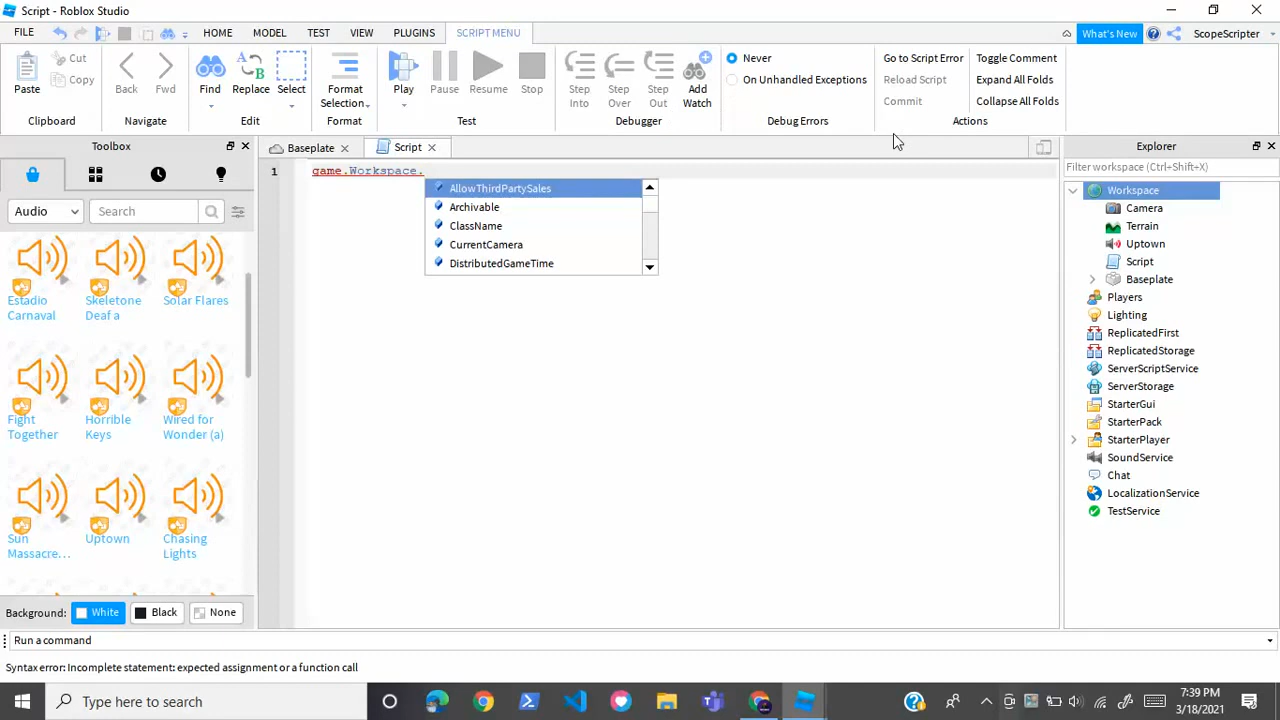 Script - Roblox Studio
FILE
HOME
MODEL
TEST
VIEW
PLUGINS
SCRIPT MENU
What's New
ScopeScripter
Paste
Cut
Copy
Clipboard
Back
Fwd
Navigate
Find
Replace
Select
Edit
Format
Selection
Format
Play
Pause
Resume
Stop
Test
Step
Into
Step
Over
Step
Out
Add
Watch
Debugger
Never
On Unhandled Exceptions
Debug Errors
Go to Script Error
Reload Script
Commit
Toggle Comment
Expand All Folds
Collapse All Folds
Actions
Toolbox
Audio
Search
Estadio
Carnaval
Skeletone
Deaf a
Solar Flares
Fight
Together
Horrible
Keys
Wired for
Wonder (a)
Sun
Massacre...
Uptown
Chasing
Lights
Background:
White
Black
None
Baseplate
Script
1
game.Workspace.
AllowThirdPartySales
Archivable
ClassName
CurrentCamera
DistributedGameTime
Explorer
Filter workspace (Ctrl+Shift+X)
Workspace
Camera
Terrain
Uptown
Script
Baseplate
Players
Lighting
ReplicatedFirst
ReplicatedStorage
ServerScriptService
ServerStorage
StarterGui
StarterPack
StarterPlayer
SoundService
Chat
LocalizationService
TestService
Run a command
Syntax error: Incomplete statement: expected assignment or a function call
Type here to search
7:39 PM
3/18/2021